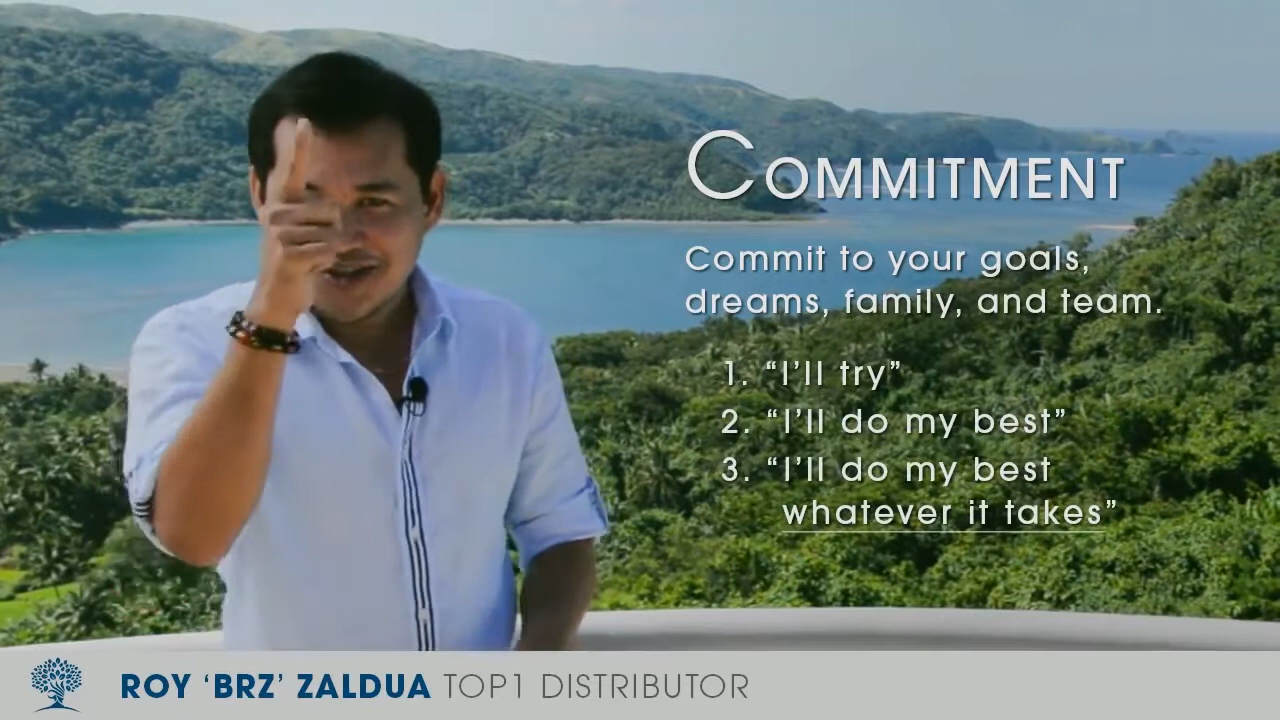 COMMITMENT
Commit to your goals,
dreams, family, and team.
1. “I’ll try”
2. “I’ll do my best”
3. “I’ll do my best
whatever it takes”
ROY ‘BRZ’ ZALDUA TOP1 DISTRIBUTOR